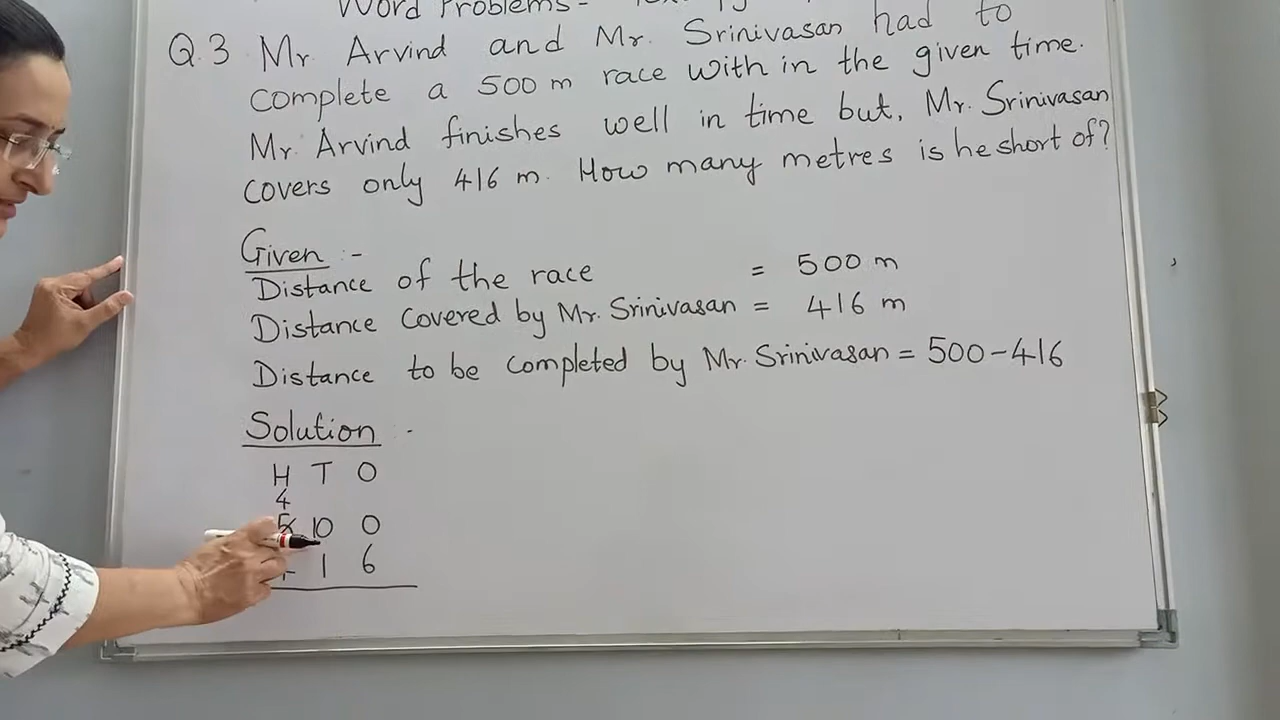 Word Problems -
Q.3 Mr. Arvind and Mr. Srinivasan had to
complete a 500 m race with in the given time.
Mr. Arvind finishes well in time but, Mr. Srinivasan
covers only 416 m. How many metres is he short of?
Given :-
Distance of the race = 500 m
Distance Covered by Mr. Srinivasan = 416 m
Distance to be completed by Mr. Srinivasan = 500 - 416
Solution -
H T O
4
5 10 0
1 6